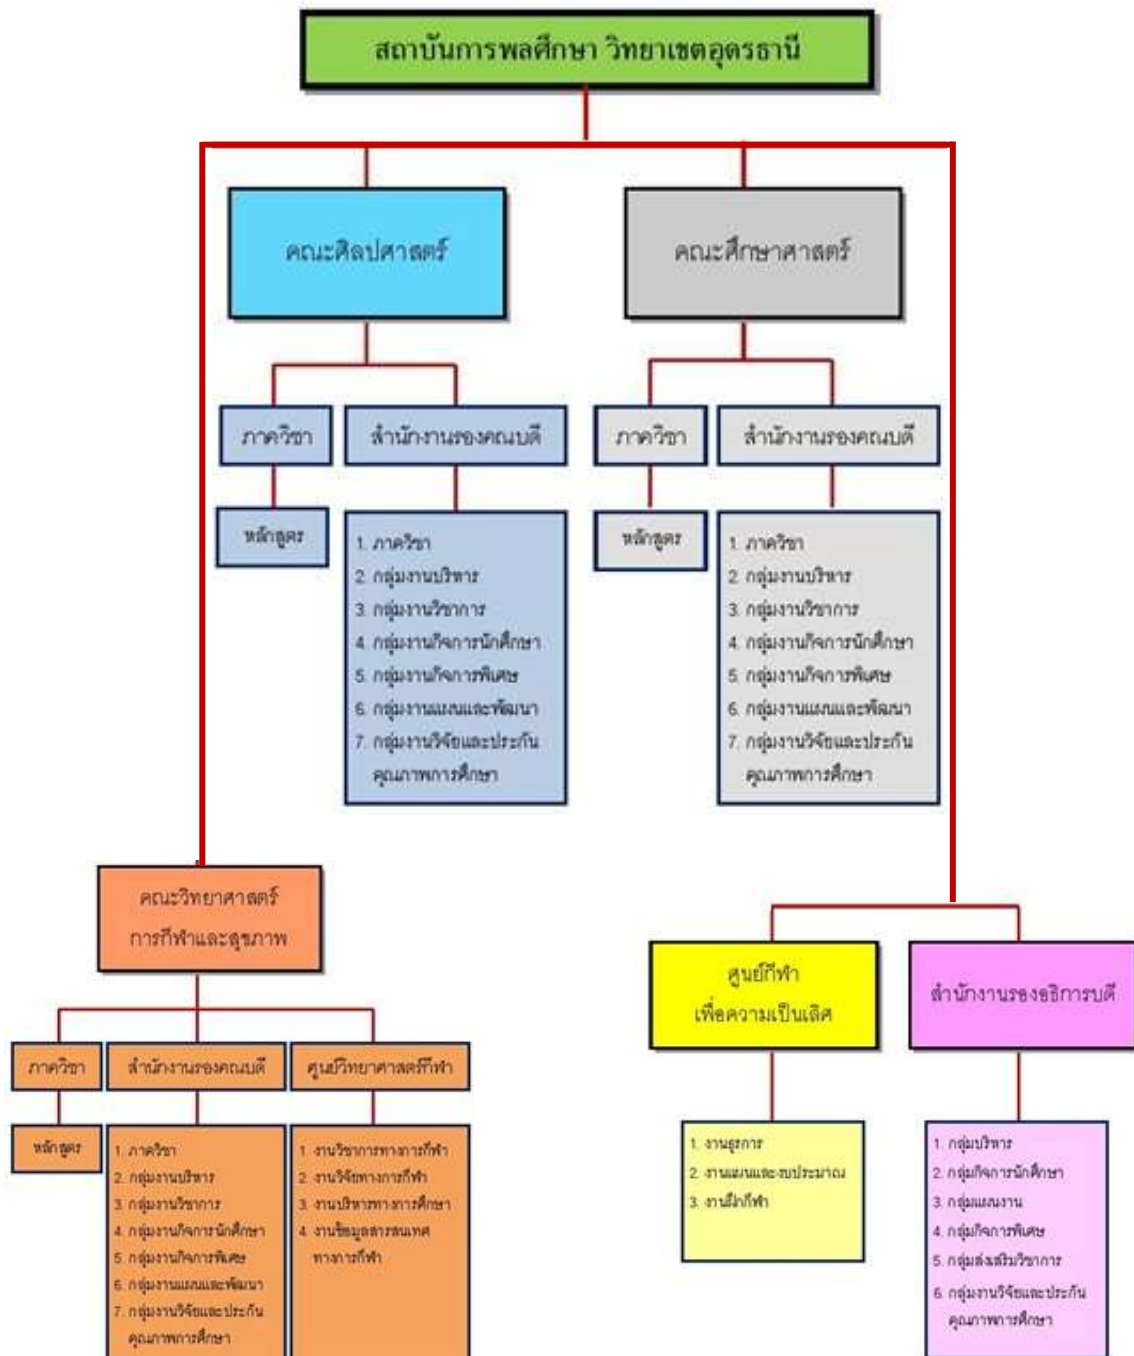 สถาบันการพลศึกษา วิทยาเขตอุดรธานี
คณะศิลปศาสตร์
คณะศึกษาศาสตร์
ภาควิชา
สำนักงานรองคณบดี
ภาควิชา
สำนักงานรองคณบดี
หลักสูตร
1. ภาควิชา
2. กลุ่มงานบริหาร
3. กลุ่มงานวิชาการ
4. กลุ่มงานกิจการนักศึกษา
5. กลุ่มงานกิจการพิเศษ
6. กลุ่มงานแผนและพัฒนา
7. กลุ่มงานวิจัยและประกัน
คุณภาพการศึกษา
หลักสูตร
1. ภาควิชา
2. กลุ่มงานบริหาร
3. กลุ่มงานวิชาการ
4. กลุ่มงานกิจการนักศึกษา
5. กลุ่มงานกิจการพิเศษ
6. กลุ่มงานแผนและพัฒนา
7. กลุ่มงานวิจัยและประกัน
คุณภาพการศึกษา
คณะวิทยาศาสตร์
การกีฬาและสุขภาพ
ภาควิชา
สำนักงานรองคณบดี
ศูนย์วิทยาศาสตร์กีฬา
หลักสูตร
1. ภาควิชา
2. กลุ่มงานบริหาร
3. กลุ่มงานวิชาการ
4. กลุ่มงานกิจการนักศึกษา
5. กลุ่มงานกิจการพิเศษ
6. กลุ่มงานแผนและพัฒนา
7. กลุ่มงานวิจัยและประกัน
คุณภาพการศึกษา
1. งานวิชาการทางการกีฬา
2. งานวิจัยทางการกีฬา
3. งานบริหารทางการศึกษา
4. งานข้อมูลสารสนเทศ
ทางการกีฬา
ศูนย์กีฬา
เพื่อความเป็นเลิศ
สำนักงานรองอธิการบดี
1. งานธุรการ
2. งานแผนและงบประมาณ
3. งานฝึกกีฬา
1. กลุ่มบริหาร
2. กลุ่มกิจการนักศึกษา
3. กลุ่มแผนงาน
4. กลุ่มกิจการพิเศษ
5. กลุ่มส่งเสริมวิชาการ
6. กลุ่มงานวิจัยและประกัน
คุณภาพการศึกษา